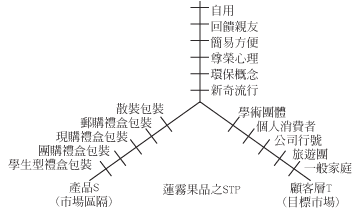 自用
回饋親友
簡易方便
尊榮心理
環保概念
新奇流行
散裝包裝
郵購禮盒包裝
現購禮盒包裝
團購禮盒包裝
學生型禮盒包裝
學術團體
個人消費者
公司行號
旅遊團
一般家庭
產品S
(市場區隔)
蓮霧果品之STP
顧客層T
(目標市場)